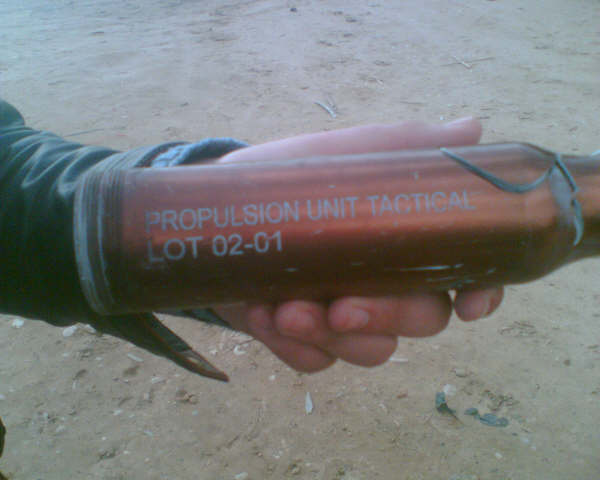 PROPULSION UNIT TACTICAL
LOT 02-01